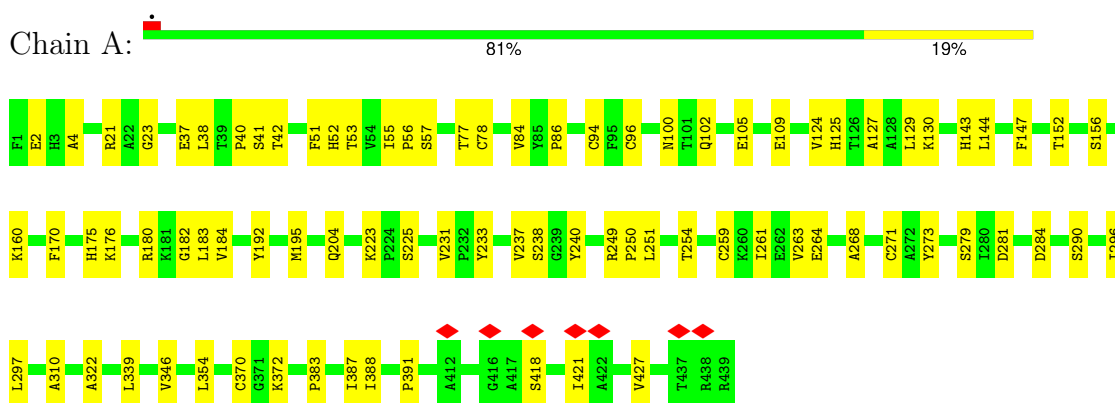 Chain A:
81% 19%
F1 E2 H3 A4 R21 A22 G23 E37 L38 T39 P40 S41 T42 F51 H52 T53 V54 I55 P56 S57 T77 C78 V84 Y85 P86 C94 F95 C96 N100 T101 Q102 E105 E109 V124 H125 T126 A127 A128 L129 K130 H143 L144 F147 T152 S156
K160 F170 H175 K176 R180 K181 G182 L183 V184 Y192 M195 Q204 K223 P224 S225 V231 P232 Y233 V237 S238 G239 Y240 R249 P250 L251 T254 C259 K260 I261 E262 V263 E264 A268 C271 A272 Y273 S279 I280 D281 D284 S290
L297 A310 A322 L339 V346 L354 C370 G371 K372 P383 I387 I388 P391 A412 G416 A417 S418 I421 A422 V427 T437 R438 R439